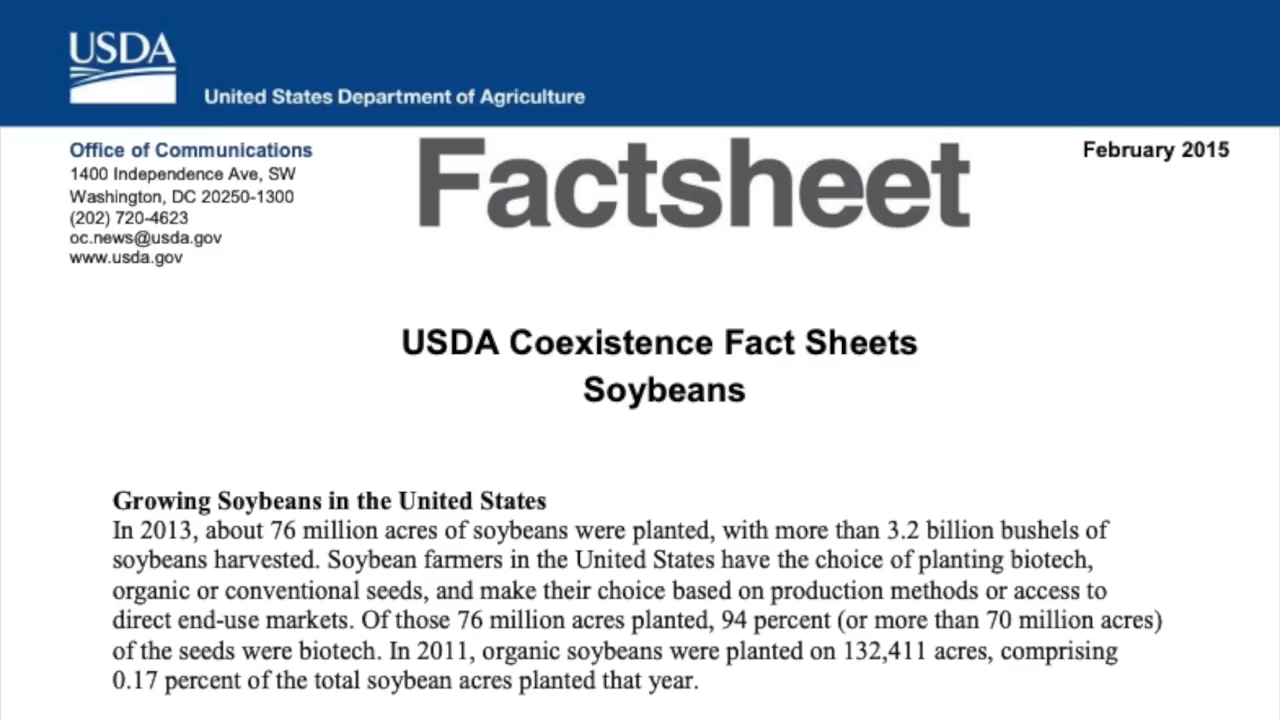 USDA
United States Department of Agriculture
Office of Communications
1400 Independence Ave, SW
Washington, DC 20250-1300
(202) 720-4623
oc.news@usda.gov
www.usda.gov
Factsheet
February 2015
USDA Coexistence Fact Sheets
Soybeans
Growing Soybeans in the United States
In 2013, about 76 million acres of soybeans were planted, with more than 3.2 billion bushels of
soybeans harvested. Soybean farmers in the United States have the choice of planting biotech,
organic or conventional seeds, and make their choice based on production methods or access to
direct end-use markets. Of those 76 million acres planted, 94 percent (or more than 70 million acres)
of the seeds were biotech. In 2011, organic soybeans were planted on 132,411 acres, comprising
0.17 percent of the total soybean acres planted that year.